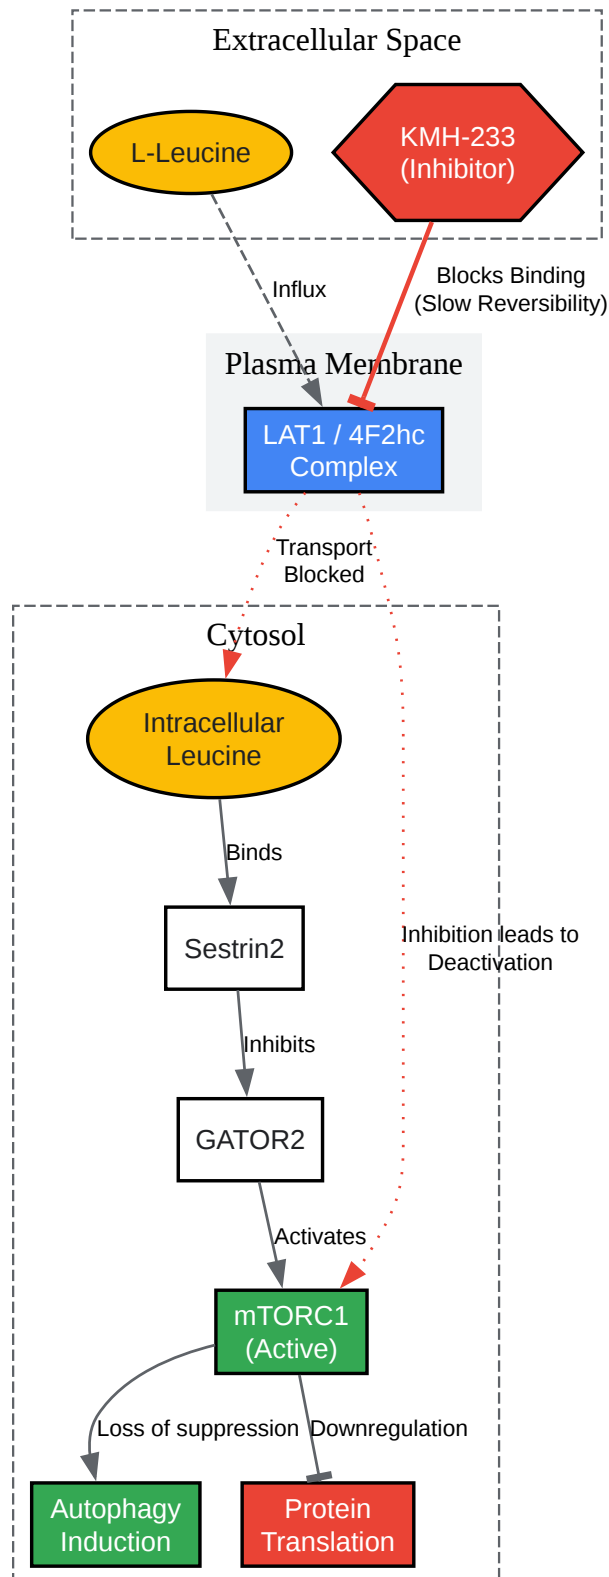 Extracellular Space
L-Leucine
KMH-233
(Inhibitor)
Influx
Blocks Binding
(Slow Reversibility)
Plasma Membrane
LAT1 / 4F2hc
Complex
Transport
Blocked
Cytosol
Intracellular
Leucine
Binds
Sestrin2
Inhibition leads to
Deactivation
Inhibits
GATOR2
Activates
mTORC1
(Active)
Loss of suppression
Downregulation
Autophagy
Induction
Protein
Translation